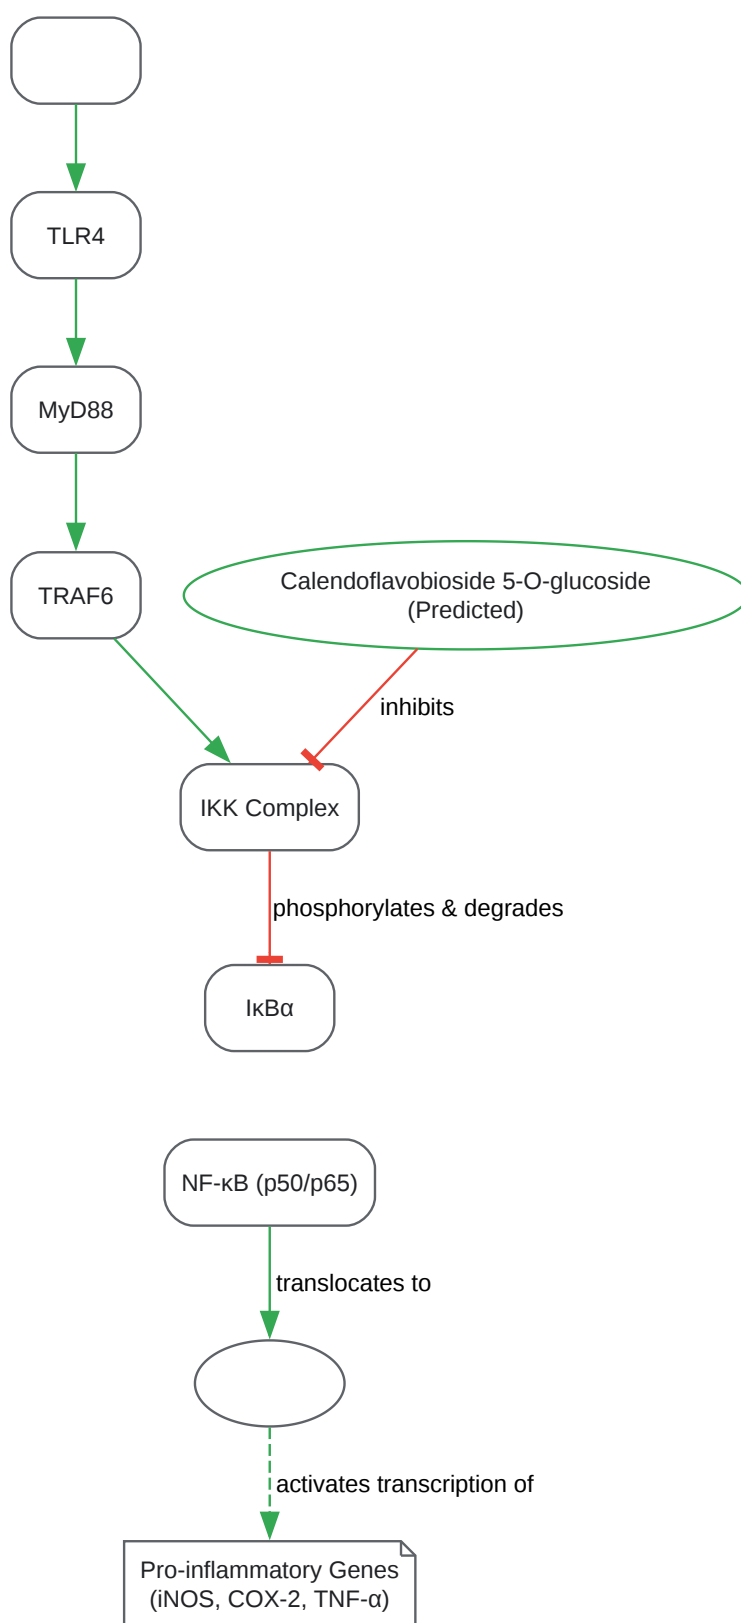 TLR4
MyD88
TRAF6
Calendoflavobioside 5-O-glucoside
(Predicted)
inhibits
IKK Complex
phosphorylates & degrades
IκBα
NF-κB (p50/p65)
translocates to
activates transcription of
Pro-inflammatory Genes
(iNOS, COX-2, TNF-α)